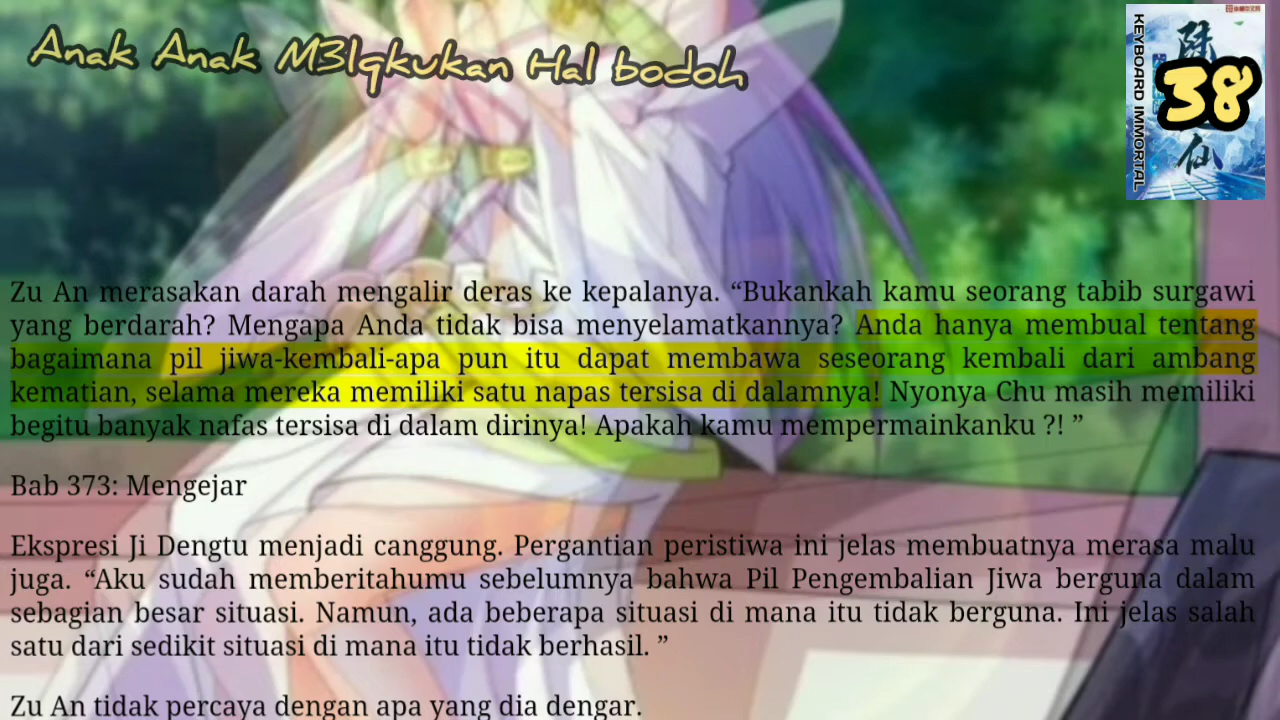 Anak Anak M3lqkukan Hal bodoh
KEYBOARD IMMORTAL
38
仙
Zu An merasakan darah mengalir deras ke kepalanya. “Bukankah kamu seorang tabib surgawi
yang berdarah? Mengapa Anda tidak bisa menyelamatkannya? Anda hanya membual tentang
bagaimana pil jiwa-kembali-apa pun itu dapat membawa seseorang kembali dari ambang
kematian, selama mereka memiliki satu napas tersisa di dalamnya! Nyonya Chu masih memiliki
begitu banyak nafas tersisa di dalam dirinya! Apakah kamu mempermainkanku ?! ”
Bab 373: Mengejar
Ekspresi Ji Dengtu menjadi canggung. Pergantian peristiwa ini jelas membuatnya merasa malu
juga. “Aku sudah memberitahumu sebelumnya bahwa Pil Pengembalian Jiwa berguna dalam
sebagian besar situasi. Namun, ada beberapa situasi di mana itu tidak berguna. Ini jelas salah
satu dari sedikit situasi di mana itu tidak berhasil. ”
Zu An tidak percaya dengan apa yang dia dengar.